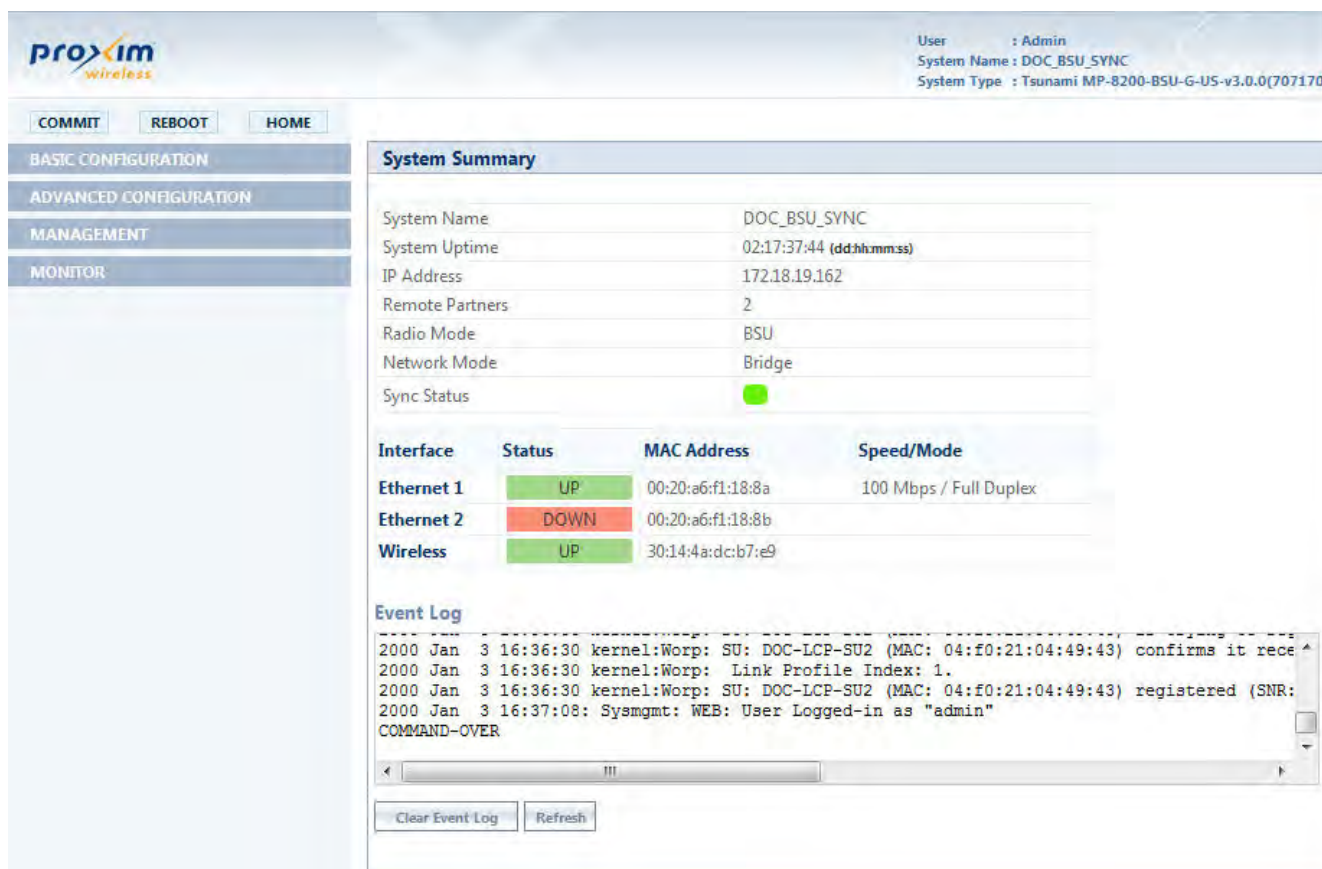 proxim
wireless
User : Admin
System Name : DOC_BSU_SYNC
System Type : Tsunami MP-8200-BSU-G-US-v3.0.0(707170
COMMIT REBOOT HOME
BASIC CONFIGURATION
ADVANCED CONFIGURATION
MANAGEMENT
MONITOR
System Summary
System Name DOC_BSU_SYNC
System Uptime 02:17:37:44 (dd:hh:mm:ss)
IP Address 172.18.19.162
Remote Partners 2
Radio Mode BSU
Network Mode Bridge
Sync Status
Interface Status MAC Address Speed/Mode
Ethernet 1 UP 00:20:a6:f1:18:8a 100 Mbps / Full Duplex
Ethernet 2 DOWN 00:20:a6:f1:18:8b
Wireless UP 30:14:4a:dc:b7:e9
Event Log
2000 Jan 3 16:36:30 kernel:Worp: SU: DOC-LCP-SU2 (MAC: 04:f0:21:04:49:43) confirms it rece
2000 Jan 3 16:36:30 kernel:Worp: Link Profile Index: 1.
2000 Jan 3 16:36:30 kernel:Worp: SU: DOC-LCP-SU2 (MAC: 04:f0:21:04:49:43) registered (SNR:
2000 Jan 3 16:37:08: Sysmgmt: WEB: User Logged-in as "admin"
COMMAND-OVER
Clear Event Log Refresh